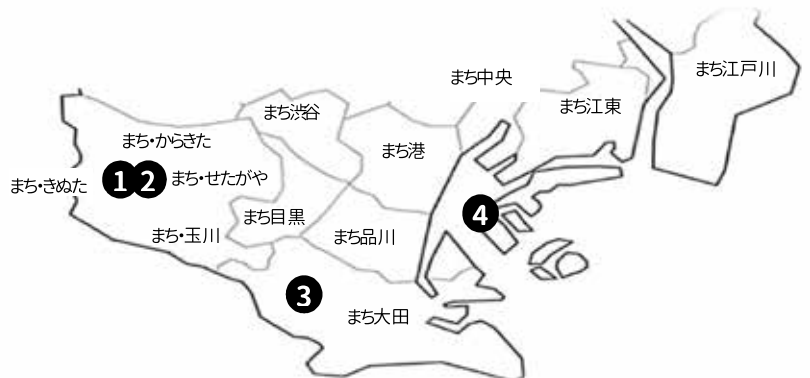 まち中央
まち江戸川
まち江東
まち渋谷
まち・からきた
まち港
まち・きぬた
1
2
まち・せたがや
まち目黒
4
まち・玉川
まち品川
3
まち大田